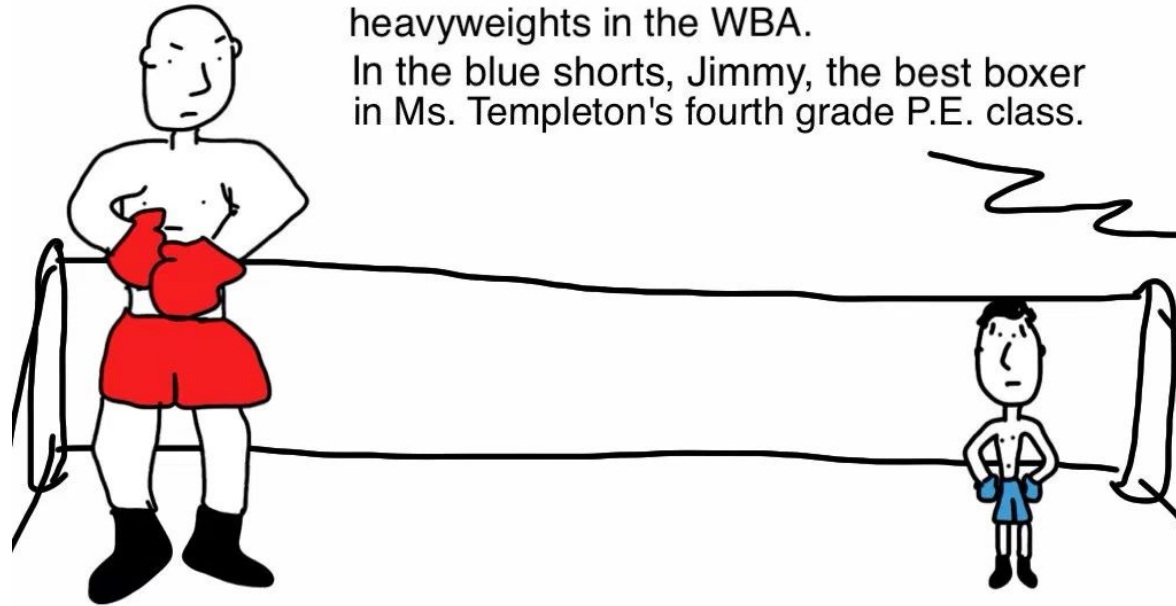 heavyweights in the WBA.
In the blue shorts, Jimmy, the best boxer
in Ms. Templeton's fourth grade P.E. class.